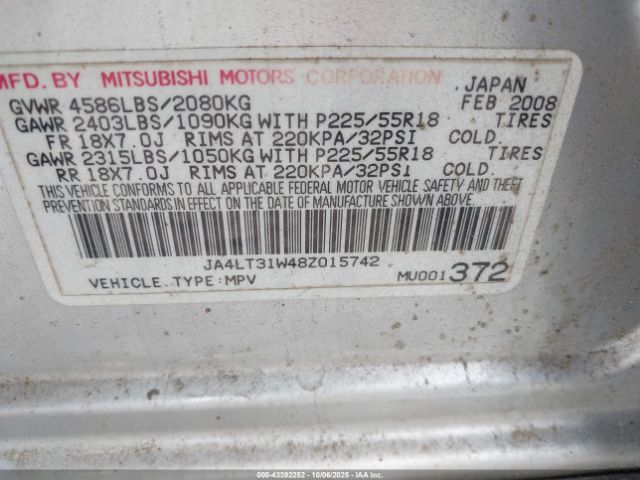 MFD. BY MITSUBISHI MOTORS CORPORATION
JAPAN
GVWR 4586LBS/2080KG FEB 2008
GAWR 2403LBS/1090KG WITH P225/55R18 TIRES
FR 18X7.0J RIMS AT 220KPA/32PSI COLD.
GAWR 2315LBS/1050KG WITH P225/55R18 TIRES
RR 18X7.0J RIMS AT 220KPA/32PSI COLD.
THIS VEHICLE CONFORMS TO ALL APPLICABLE FEDERAL MOTOR VEHICLE SAFETY AND THEFT
PREVENTION STANDARDS IN EFFECT ON THE DATE OF MANUFACTURE SHOWN ABOVE.
JA4LT31W48Z015742
VEHICLE TYPE:MPV MU001 372
000-43392252 | 10/06/2025 | IAAI.COM